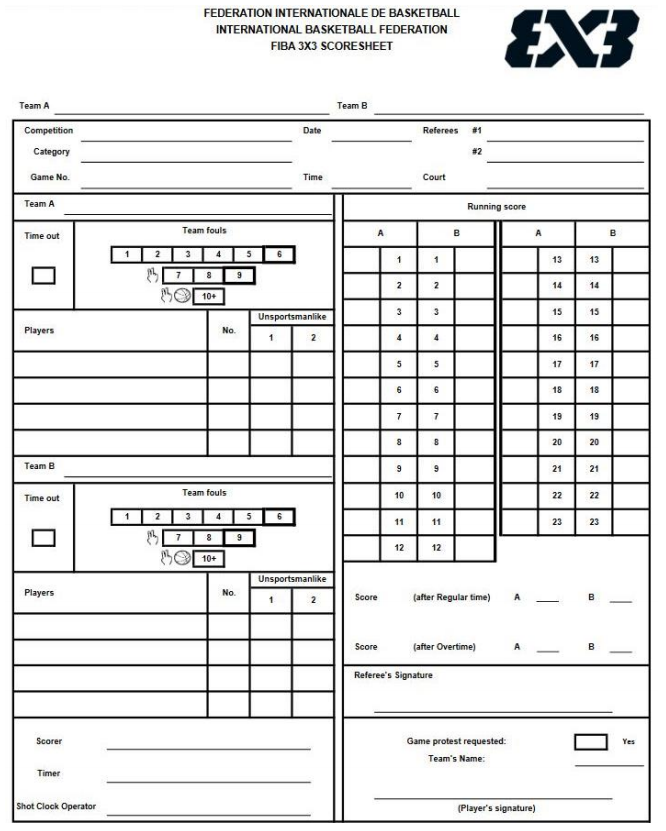 FEDERATION INTERNATIONALE DE BASKETBALL
INTERNATIONAL BASKETBALL FEDERATION
FIBA 3X3 SCORESHEET
3X3
Team A
Team B
Competition Date Referees #1
Category #2
Game No. Time Court
Team A
Time out
Team fouls
1 2 3 4 5 6
7 8 9
10+
Players No. Unsportsmanlike
1 2
Team B
Time out
Team fouls
1 2 3 4 5 6
7 8 9
10+
Players No. Unsportsmanlike
1 2
Scorer
Timer
Shot Clock Operator
Running score
A B A B
1 1 13 13
2 2 14 14
3 3 15 15
4 4 16 16
5 5 17 17
6 6 18 18
7 7 19 19
8 8 20 20
9 9 21 21
10 10 22 22
11 11 23 23
12 12
Score (after Regular time) A B
Score (after Overtime) A B
Referee's Signature
Game protest requested: Yes
Team's Name:
(Player's signature)